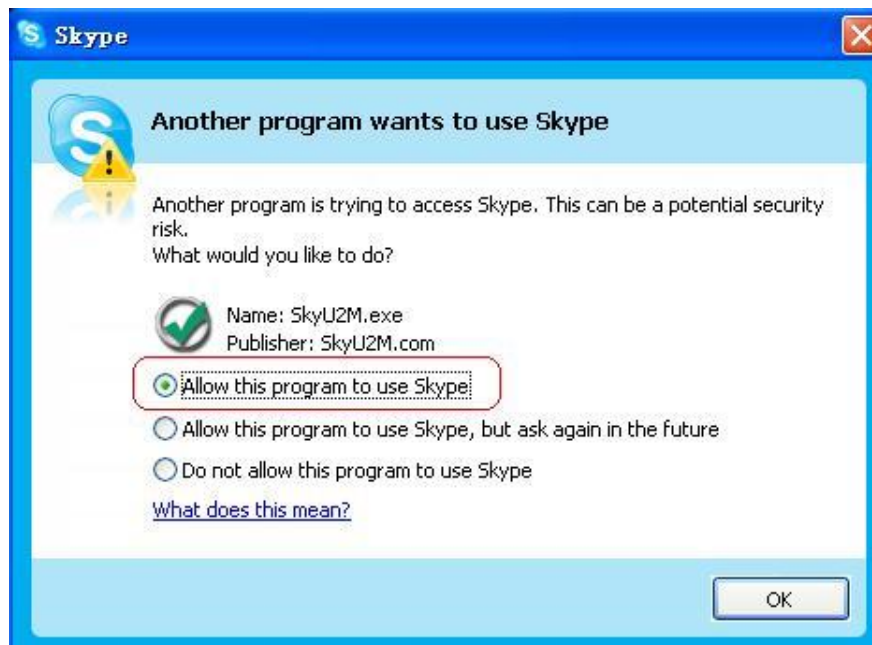 Skype
Another program wants to use Skype
Another program is trying to access Skype. This can be a potential security
risk.
What would you like to do?
Name: SkyU2M.exe
Publisher: SkyU2M.com
Allow this program to use Skype
Allow this program to use Skype, but ask again in the future
Do not allow this program to use Skype
What does this mean?
OK